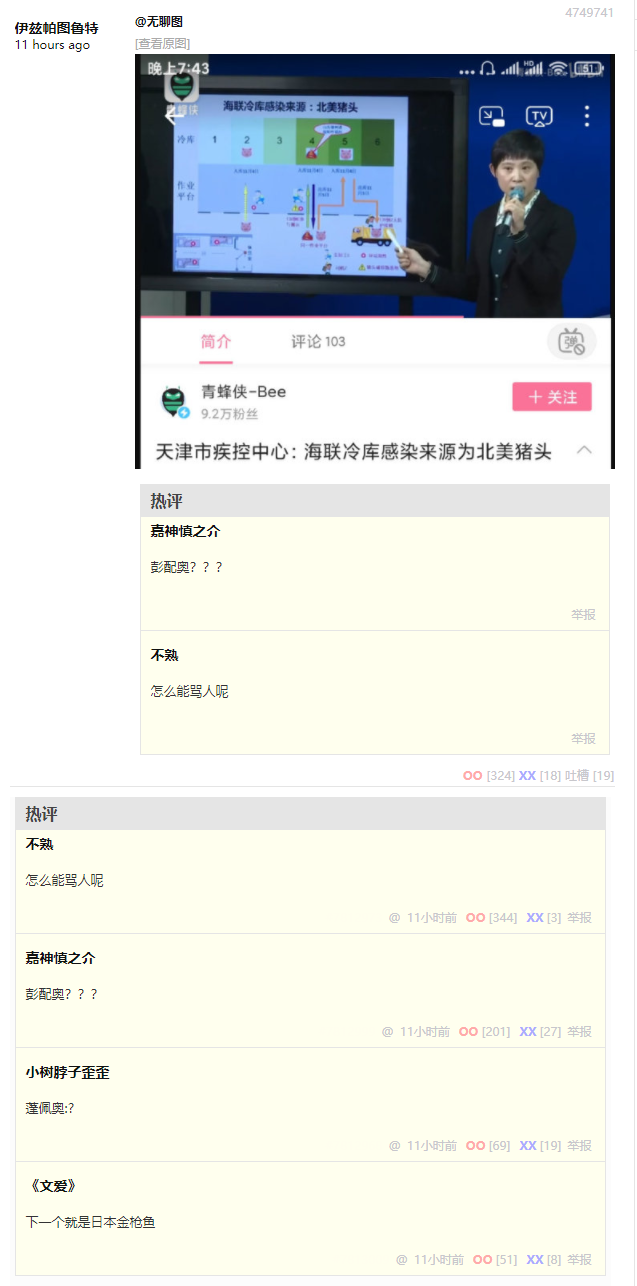 4749741
伊兹帕图鲁特
11 hours ago
@无聊图
[查看原图]
晚上7:43
HD
51
青蜂侠
海联冷库感染来源：北美猪头
TV
冷库
1
2
3
4
5
6
作业平台
简介
评论 103
弹
青蜂侠-Bee
9.2万粉丝
＋ 关注
天津市疾控中心：海联冷库感染来源为北美猪头
热评
嘉神慎之介
彭配奥？？？
举报
不熟
怎么能骂人呢
举报
OO [324] XX [18] 吐槽 [19]
热评
不熟
怎么能骂人呢
@ 11小时前 OO [344] XX [3] 举报
嘉神慎之介
彭配奥？？？
@ 11小时前 OO [201] XX [27] 举报
小树脖子歪歪
蓬佩奥:?
@ 11小时前 OO [69] XX [19] 举报
《文爱》
下一个就是日本金枪鱼
@ 11小时前 OO [51] XX [8] 举报